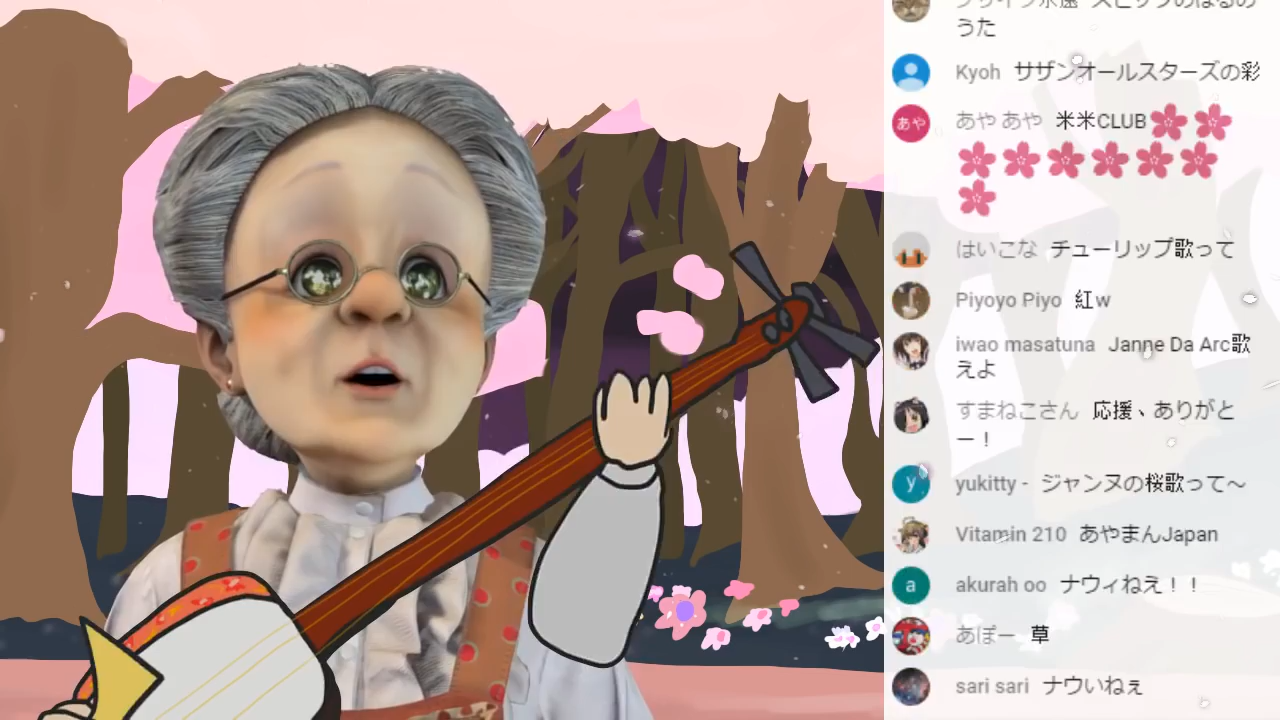 うた
Kyoh サザンオールスターズの彩
あや
あや あや 米米CLUB
はいこな チューリップ歌って
Piyoyo Piyo 紅w
iwao masatuna Janne Da Arc歌
えよ
すまねこさん 応援、ありがと
ー！
y
yukitty - ジャンヌの桜歌って～
Vitamin 210 あやまんJapan
a
akurah oo ナウィねえ！！
あぽー 草
sari sari ナウいねぇ